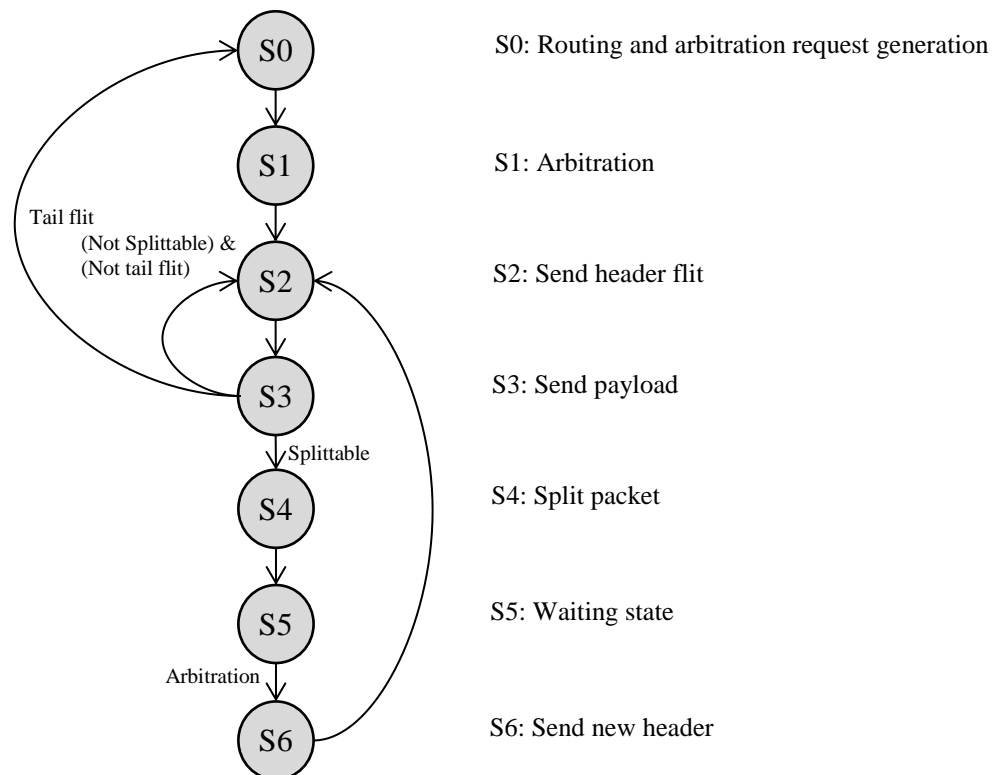 S0
S0: Routing and arbitration request generation
S1
S1: Arbitration
Tail flit
(Not Splittable) &
(Not tail flit)
S2
S2: Send header flit
S3
S3: Send payload
Splittable
S4
S4: Split packet
S5
S5: Waiting state
Arbitration
S6
S6: Send new header